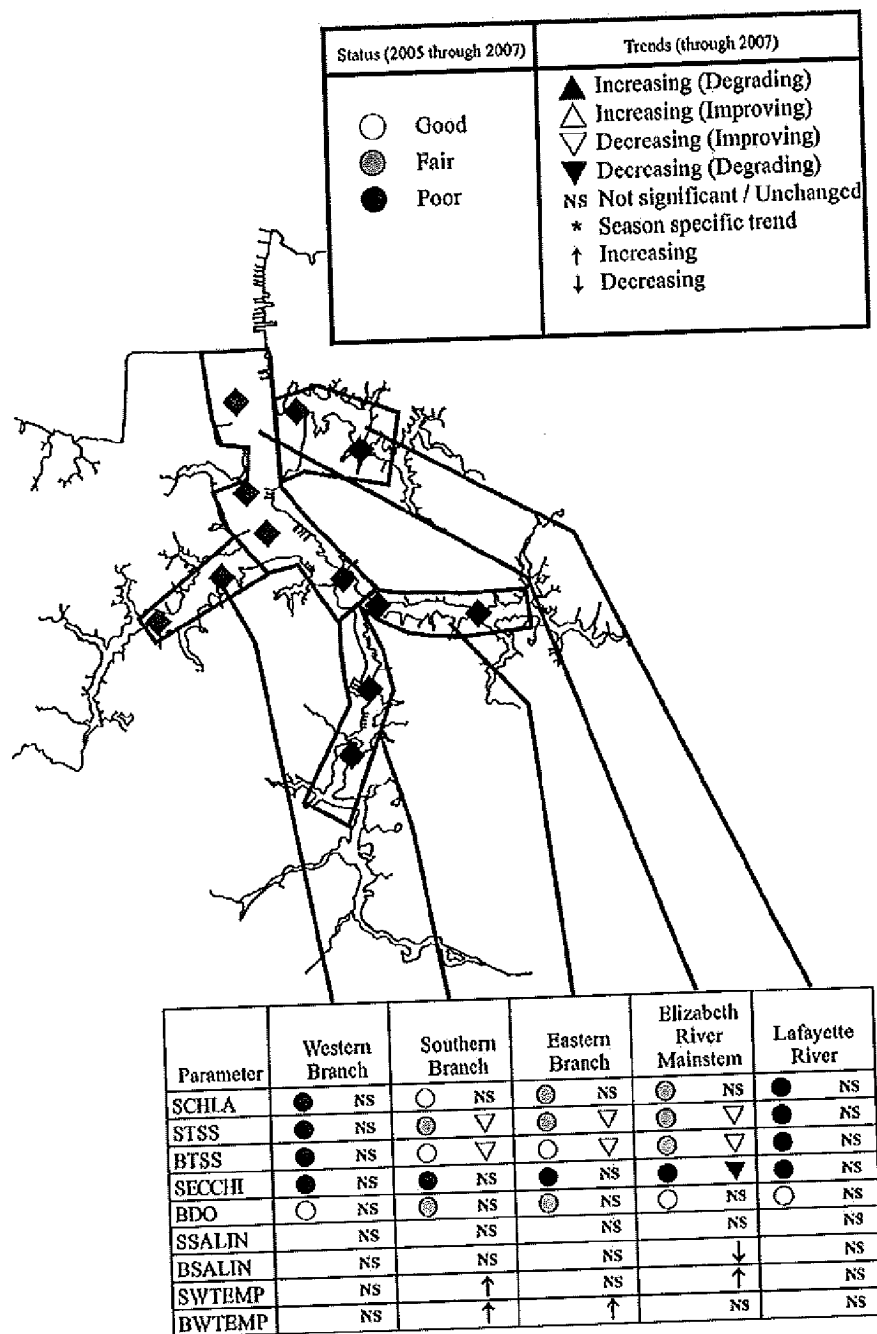 Status (2005 through 2007)
Good
Fair
Poor
Trends (through 2007)
Increasing (Degrading)
Increasing (Improving)
Decreasing (Improving)
Decreasing (Degrading)
NS Not significant / Unchanged
* Season specific trend
↑ Increasing
↓ Decreasing
Parameter Western Branch Southern Branch Eastern Branch Elizabeth River Mainstem Lafayette River
SCHLA NS NS NS NS NS
STSS NS NS
BTSS NS NS
SECCHI NS NS NS NS
BDO NS NS NS NS NS
SSALIN NS NS NS NS NS
BSALIN NS NS NS ↓ NS
SWTEMP NS ↑ NS ↑ NS
BWTEMP NS ↑ ↑ NS NS